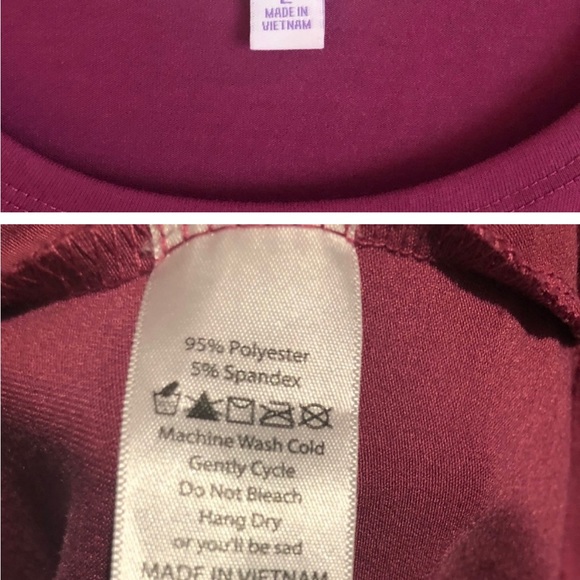 MADE IN
VIETNAM
95% Polyester
5% Spandex
Machine Wash Cold
Gently Cycle
Do Not Bleach
Hang Dry
or you'll be sad
MADE IN VIETNAM